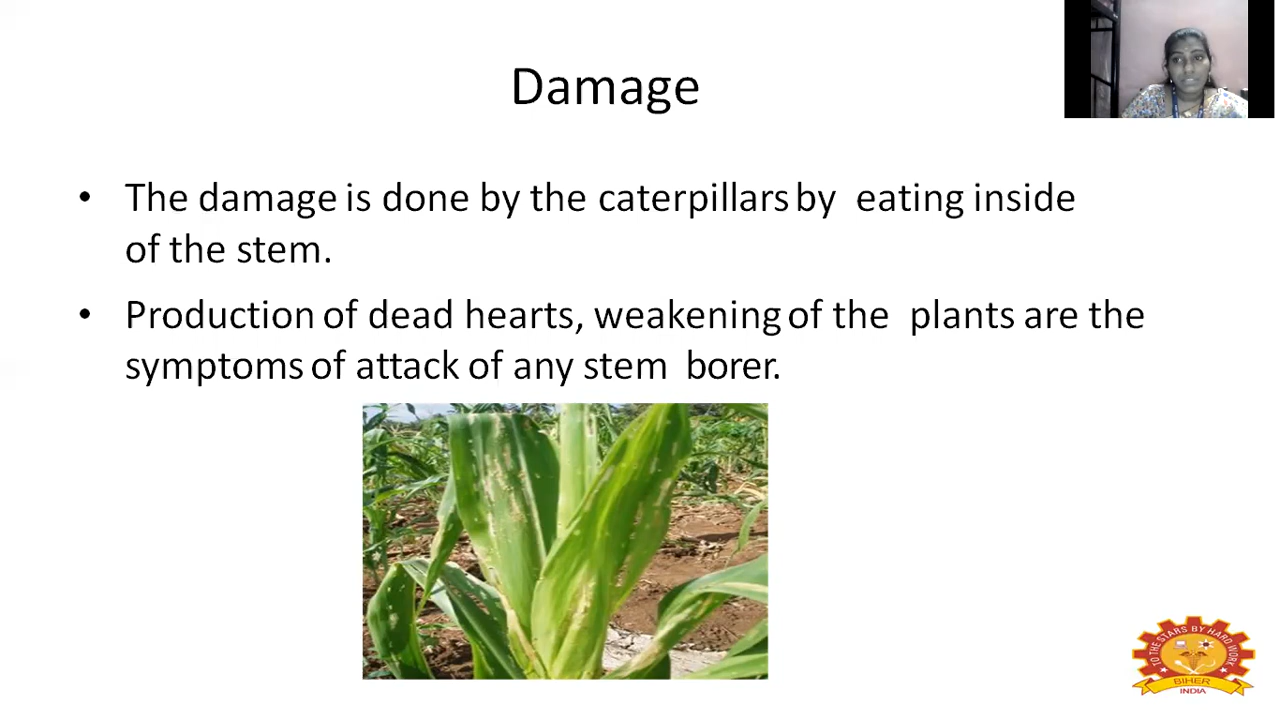 Damage
• The damage is done by the caterpillars by eating inside
of the stem.
• Production of dead hearts, weakening of the plants are the
symptoms of attack of any stem borer.
TO THE STARS BY HARD WORK
BIHER
INDIA